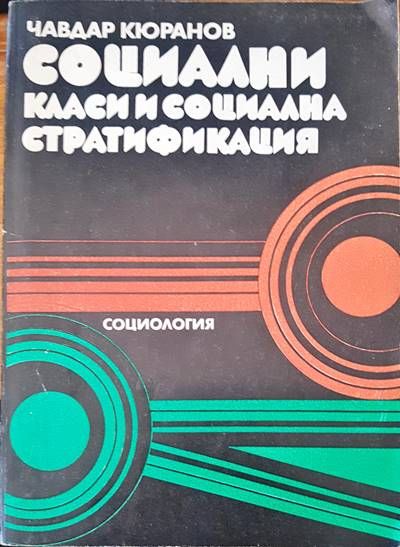 ЧАВДАР КЮРАНОВ
СОЦИАЛНИ
КЛАСИ И СОЦИАЛНА
СТРАТИФИКАЦИЯ
СОЦИОЛОГИЯ